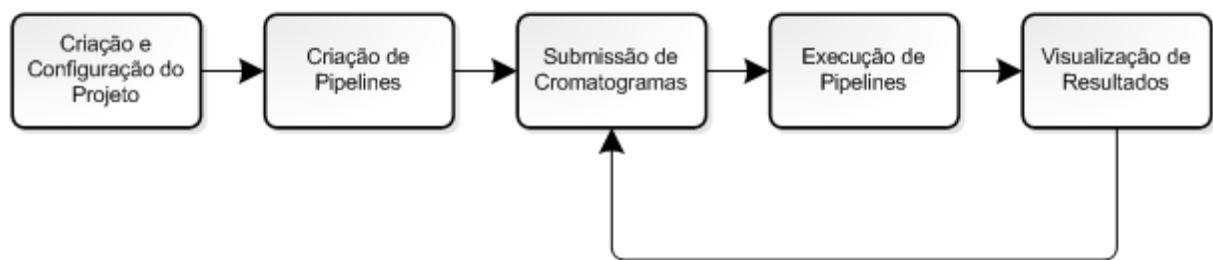 Criação e
Configuração do
Projeto
Criação de
Pipelines
Submissão de
Cromatogramas
Execução de
Pipelines
Visualização de
Resultados